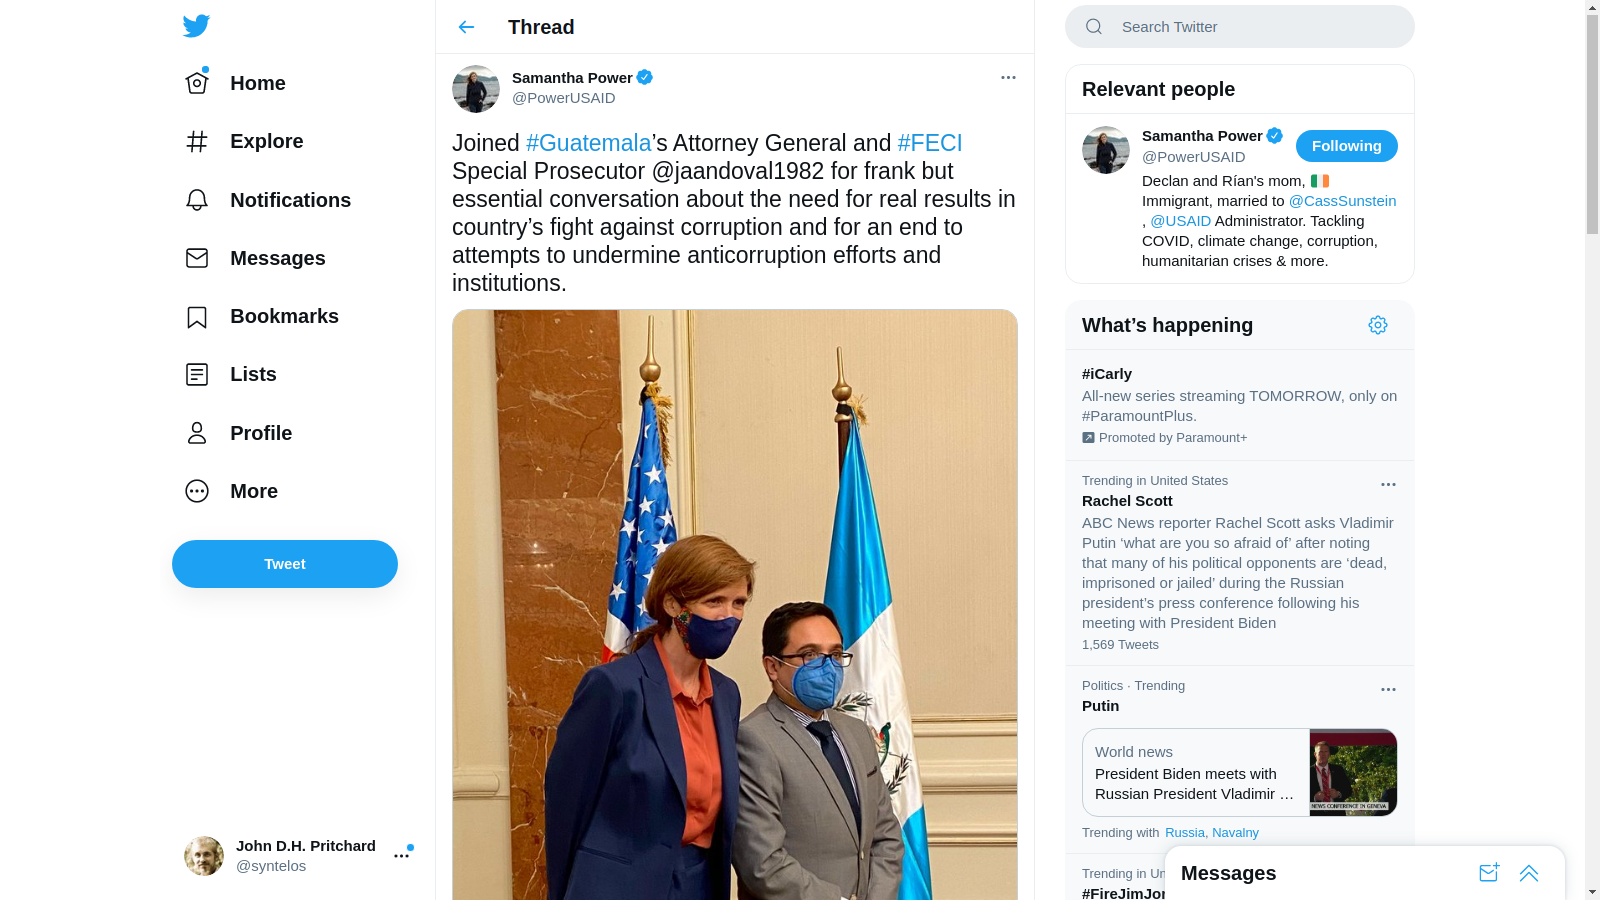 Home
Explore
Notifications
Messages
Bookmarks
Lists
Profile
More
Tweet
John D.H. Pritchard
@syntelos
Thread
Samantha Power
@PowerUSAID
Joined #Guatemala’s Attorney General and #FECI
Special Prosecutor @jaandoval1982 for frank but
essential conversation about the need for real results in
country’s fight against corruption and for an end to
attempts to undermine anticorruption efforts and
institutions.
Search Twitter
Relevant people
Samantha Power
@PowerUSAID
Following
Declan and Rían's mom,
Immigrant, married to @CassSunstein
, @USAID Administrator. Tackling
COVID, climate change, corruption,
humanitarian crises & more.
What’s happening
#iCarly
All-new series streaming TOMORROW, only on
#ParamountPlus.
Promoted by Paramount+
Trending in United States
Rachel Scott
ABC News reporter Rachel Scott asks Vladimir
Putin ‘what are you so afraid of’ after noting
that many of his political opponents are ‘dead,
imprisoned or jailed’ during the Russian
president’s press conference following his
meeting with President Biden
1,569 Tweets
Politics · Trending
Putin
World news
President Biden meets with
Russian President Vladimir …
NEWS CONFERENCE IN GENEVA
Trending with Russia, Navalny
Trending in Un
#FireJimJor
Messages